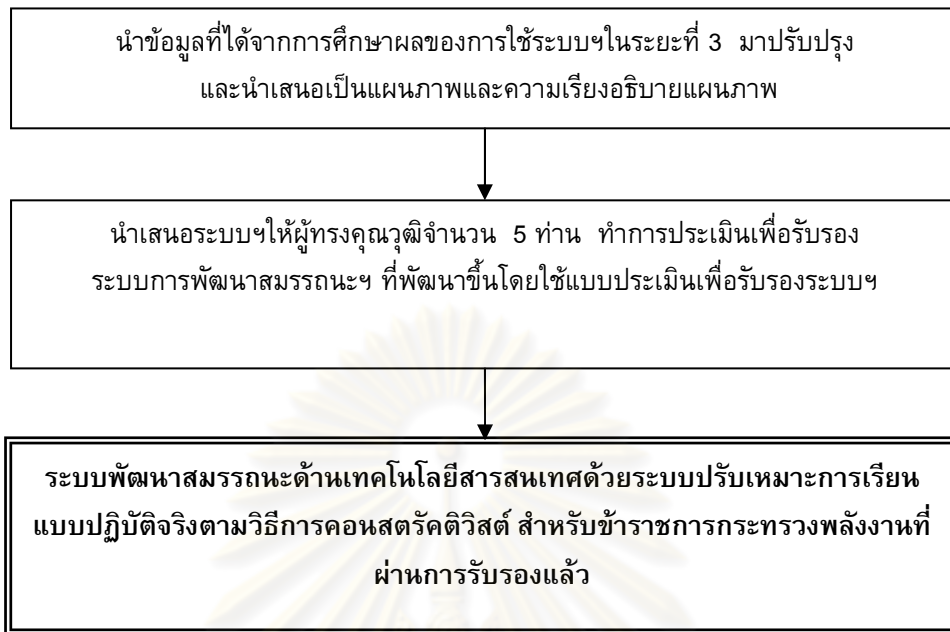 นำข้อมูลที่ได้จากการศึกษาผลของการใช้ระบบฯในระยะที่ 3 มาปรับปรุง
และนำเสนอเป็นแผนภาพและความเรียงอธิบายแผนภาพ
นำเสนอระบบฯให้ผู้ทรงคุณวุฒิจำนวน 5 ท่าน ทำการประเมินเพื่อรับรอง
ระบบการพัฒนาสมรรถนะฯ ที่พัฒนาขึ้นโดยใช้แบบประเมินเพื่อรับรองระบบฯ
ระบบพัฒนาสมรรถนะด้านเทคโนโลยีสารสนเทศด้วยระบบปรับเหมาะการเรียน
แบบปฏิบัติจริงตามวิธีการคอนสตรัคติวิสต์ สำหรับข้าราชการกระทรวงพลังงานที่
ผ่านการรับรองแล้ว